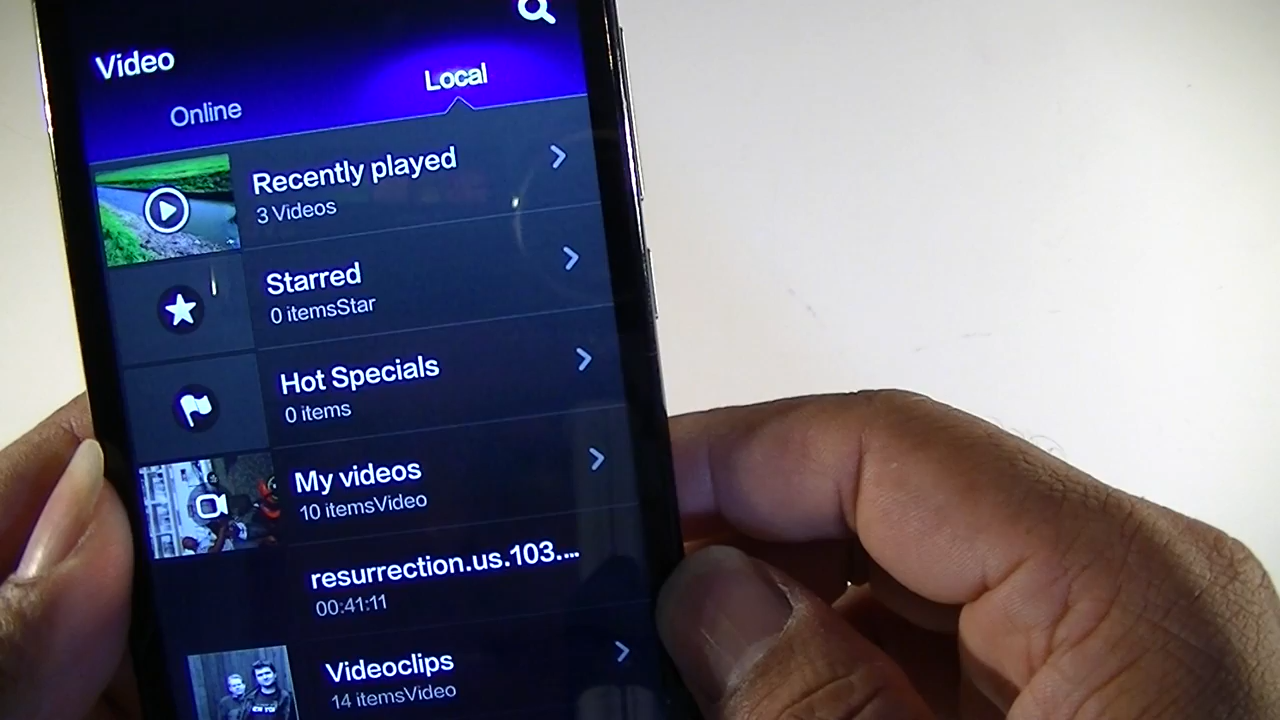 Video
Online
Local
Recently played
3 Videos
Starred
0 itemsStar
Hot Specials
0 items
My videos
10 itemsVideo
resurrection.us.103....
00:41:11
Videoclips
14 itemsVideo